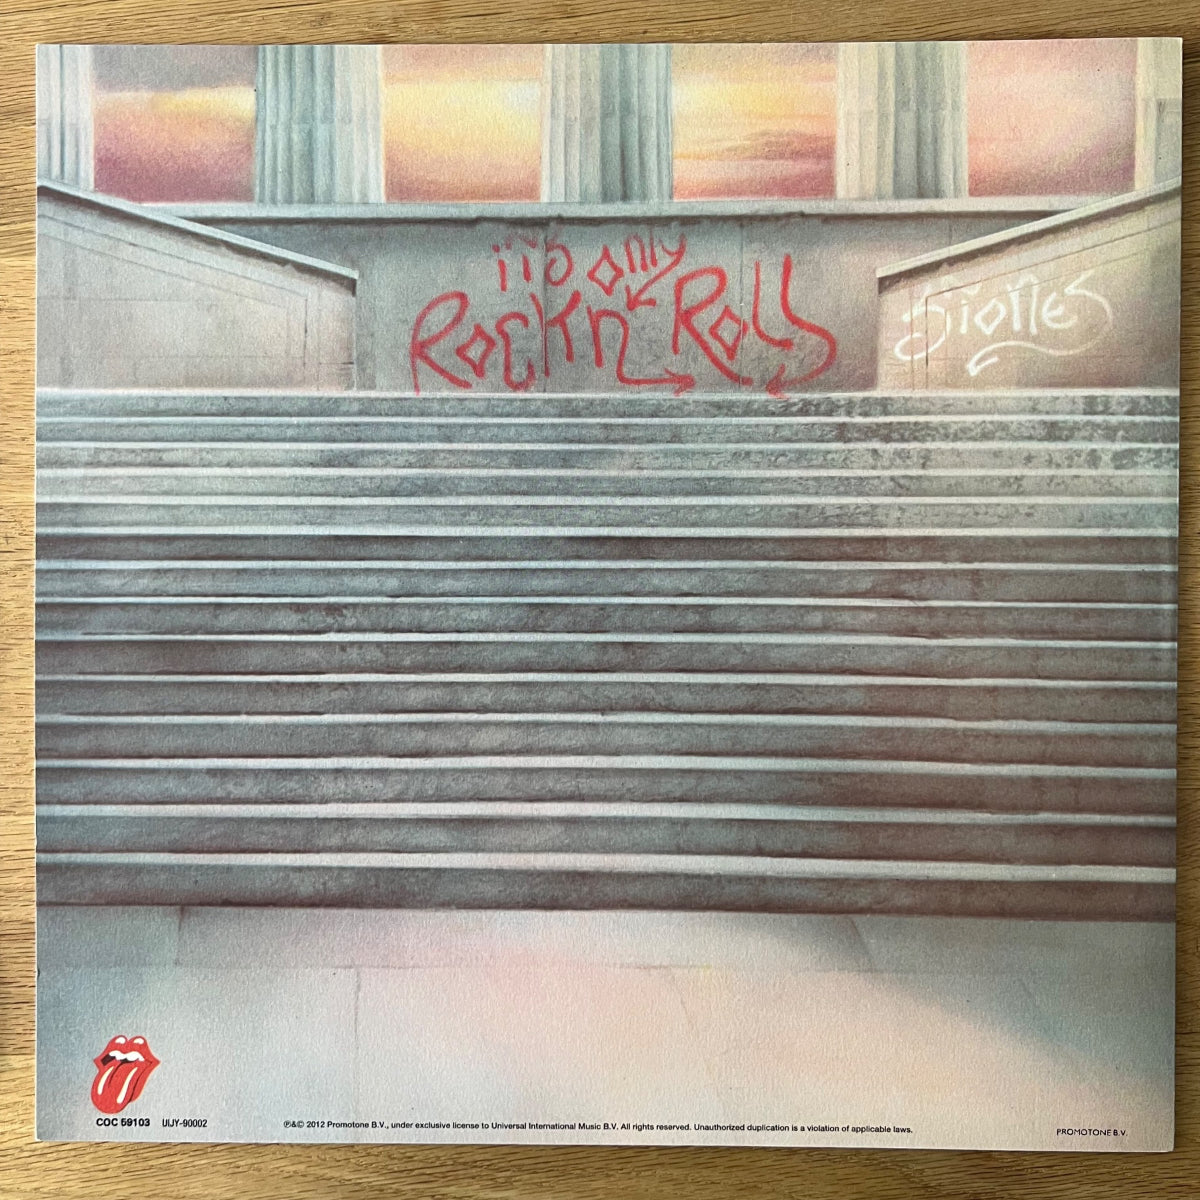 it's only
Rock'n Roll
Stones
COC 59103 UIJY-90002
℗&© 2012 Promotone B.V., under exclusive license to Universal International Music B.V. All rights reserved. Unauthorized duplication is a violation of applicable laws.
PROMOTONE B.V.